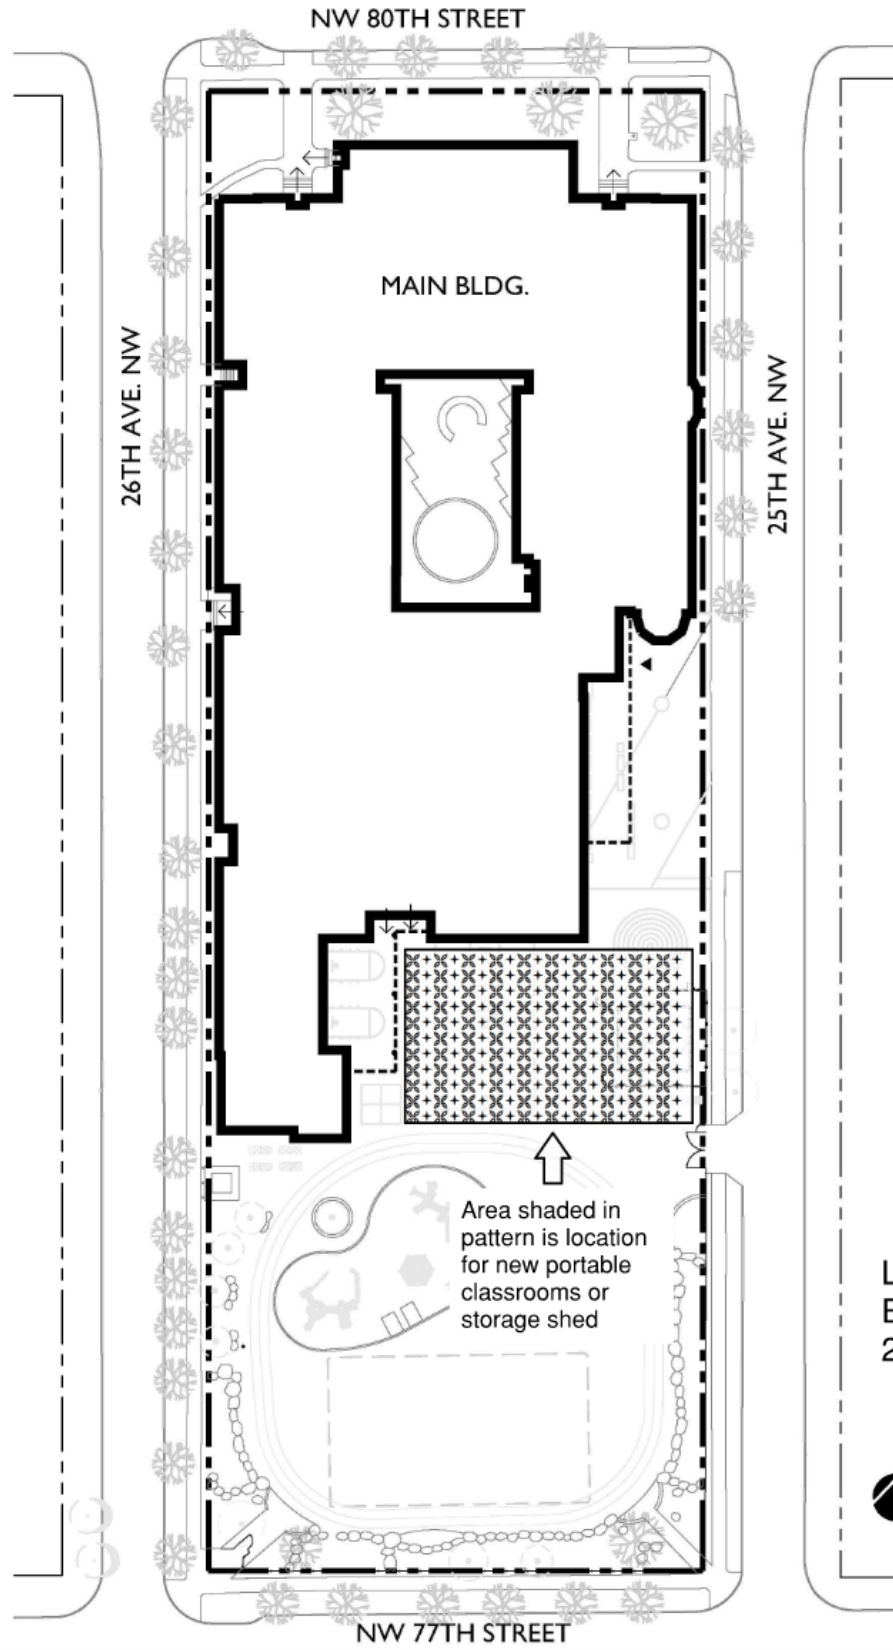 NW 80TH STREET
MAIN BLDG.
26TH AVE. NW
25TH AVE. NW
Area shaded in
pattern is location
for new portable
classrooms or
storage shed
NW 77TH STREET